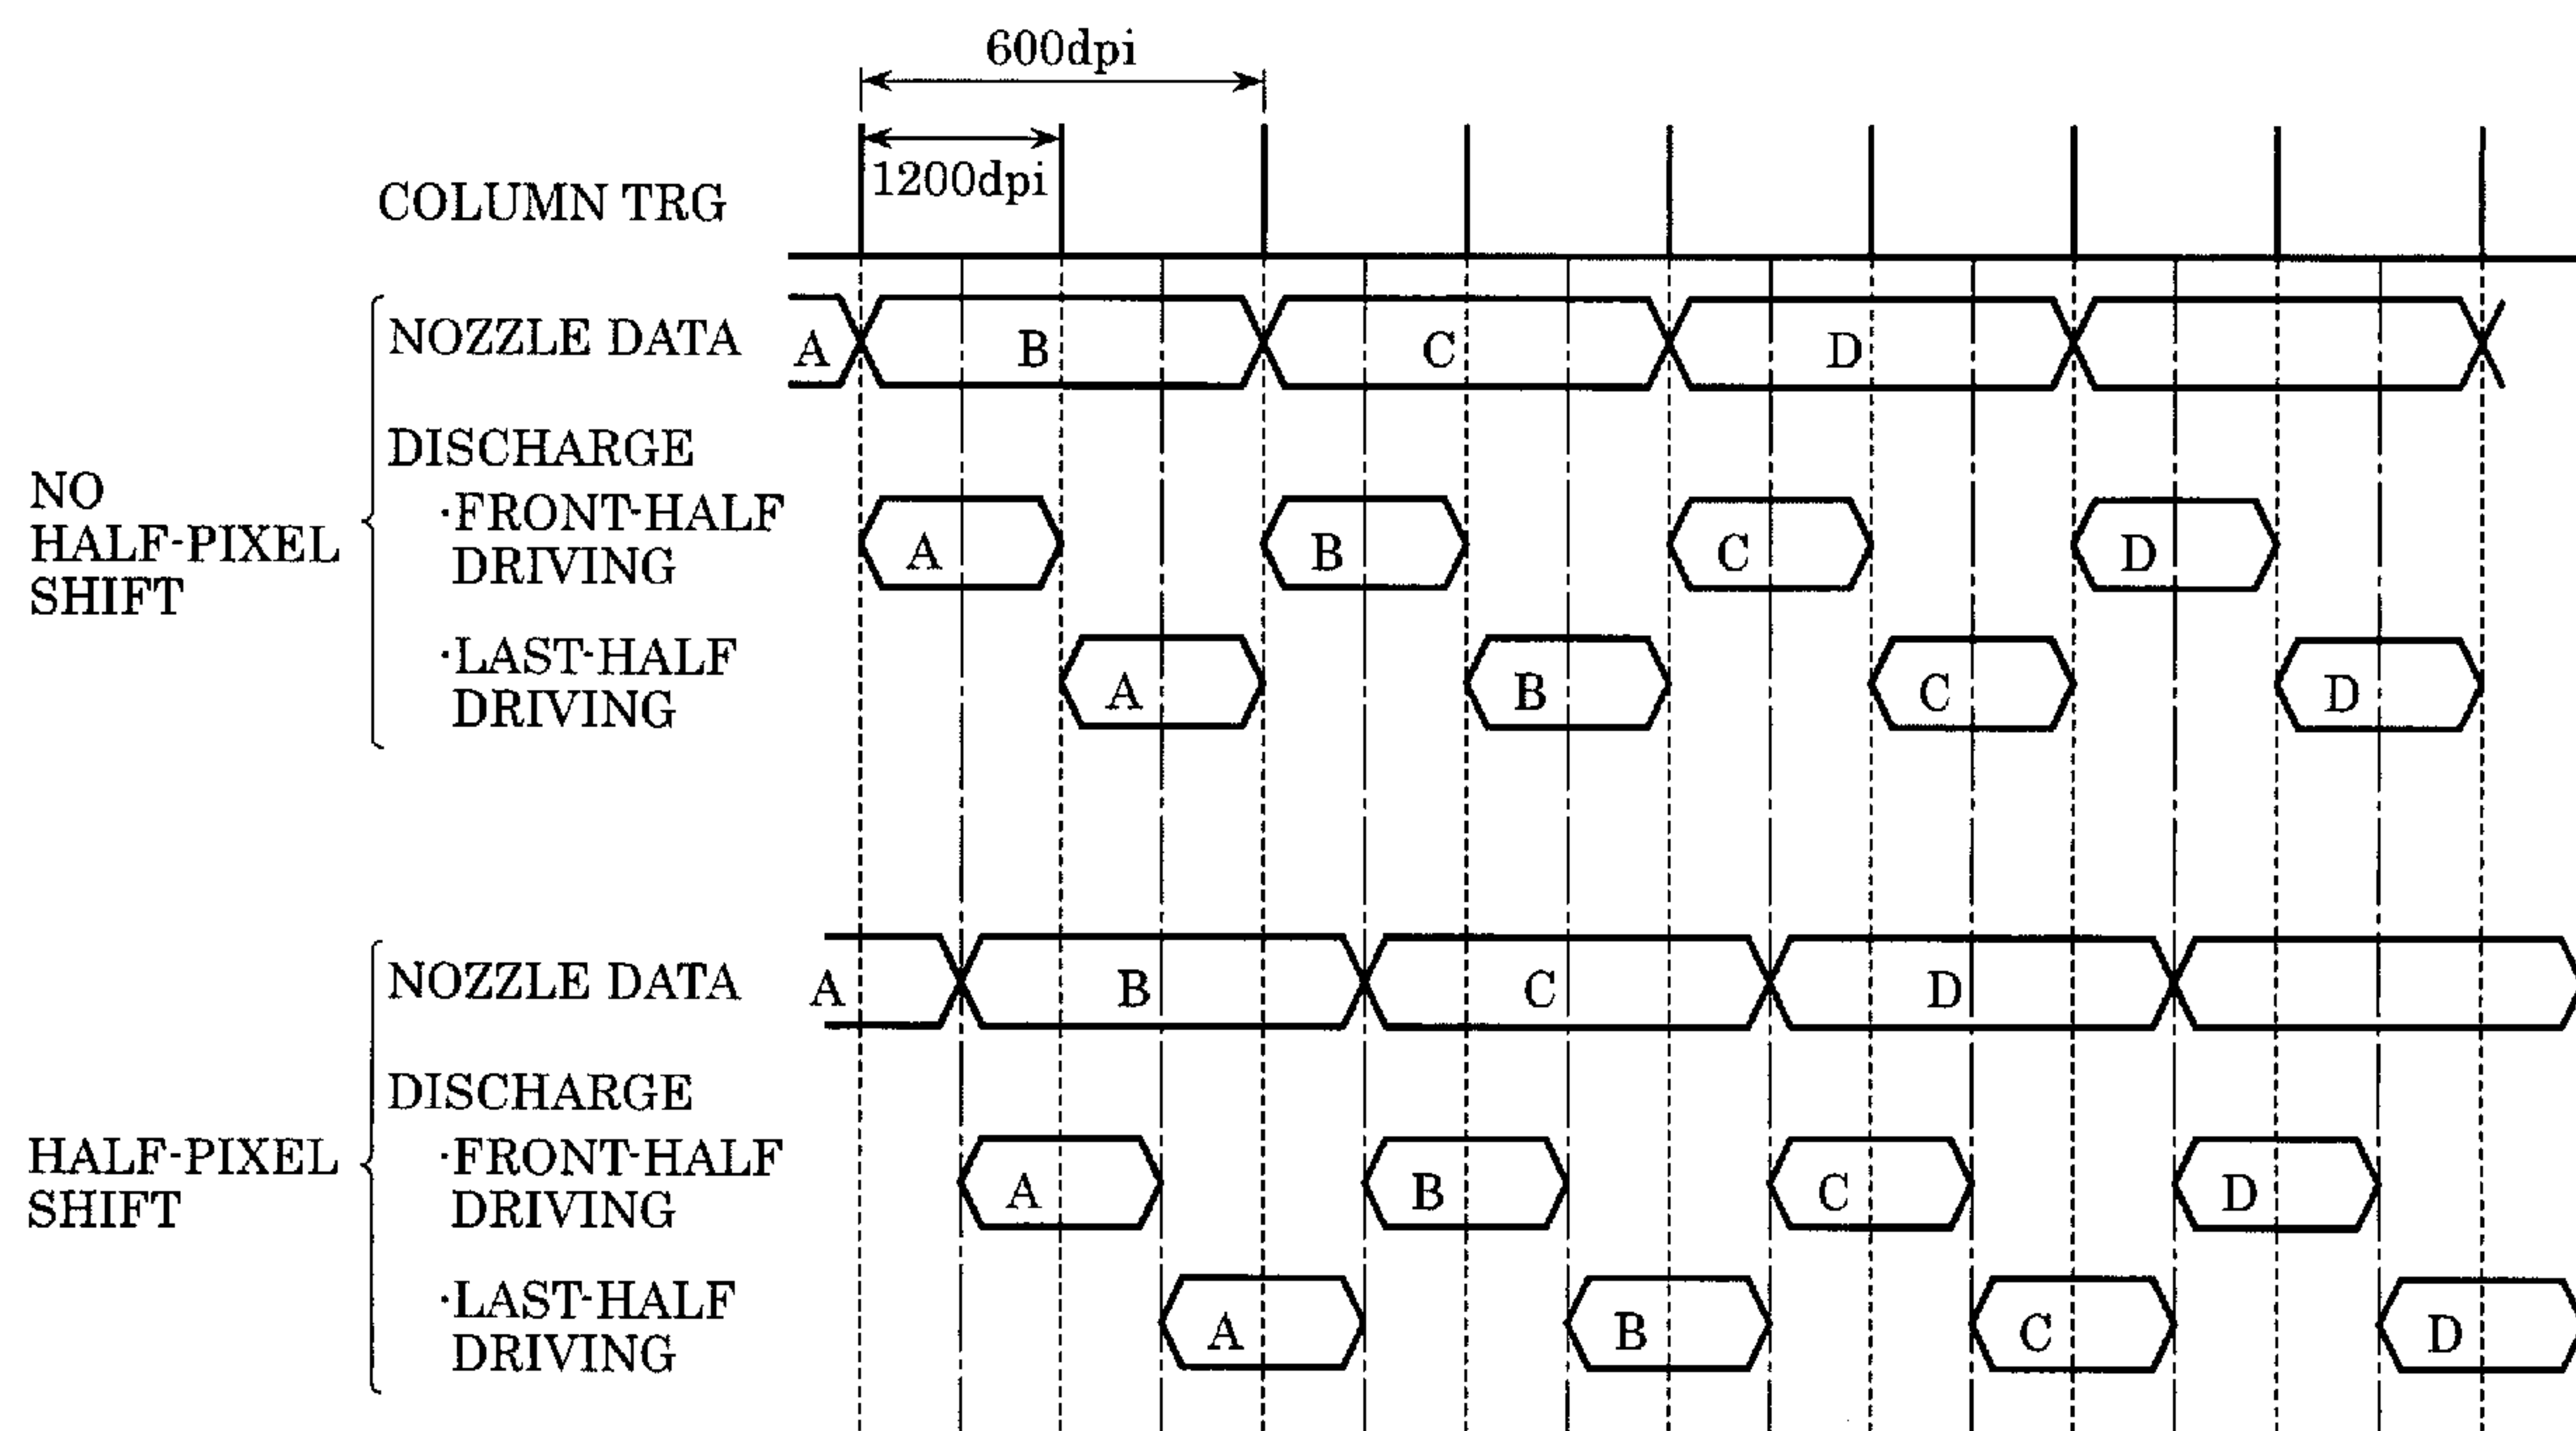 600dpi
1200dpi
COLUMN TRG
NO
HALF-PIXEL
SHIFT
NOZZLE DATA
A B C D
DISCHARGE
·FRONT-HALF
DRIVING
A B C D
·LAST-HALF
DRIVING
A B C D
HALF-PIXEL
SHIFT
NOZZLE DATA
A B C D
DISCHARGE
·FRONT-HALF
DRIVING
A B C D
·LAST-HALF
DRIVING
A B C D